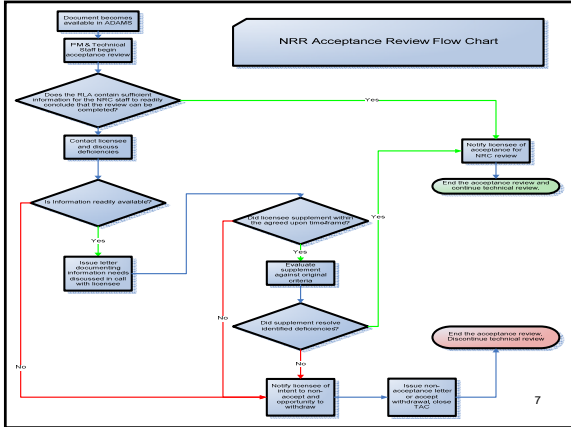 Document becomes
available in ADAMS
NRR Acceptance Review Flow Chart
PM & Technical
Staff begin
acceptance review
Does the RLA contain sufficient
information for the NRC staff to readily
conclude that the review can be
completed?
Yes
Contact licensee
and discuss
deficiencies
Notify licensee of
acceptance for
NRC review
End the acceptance review and
continue technical review.
Is information readily available?
Did licensee supplement within
the agreed upon timeframe?
Yes
Yes
Yes
Issue letter
documenting
information needs
discussed in call
with licensee
Evaluate
supplement
against original
criteria
No
Did supplement resolve
identified deficiencies?
End the acceptance review,
Discontinue technical review
No
No
Notify licensee of
intent to non-
accept and
opportunity to
withdraw
Issue non-
acceptance letter
or accept
withdrawal, close
TAC
7